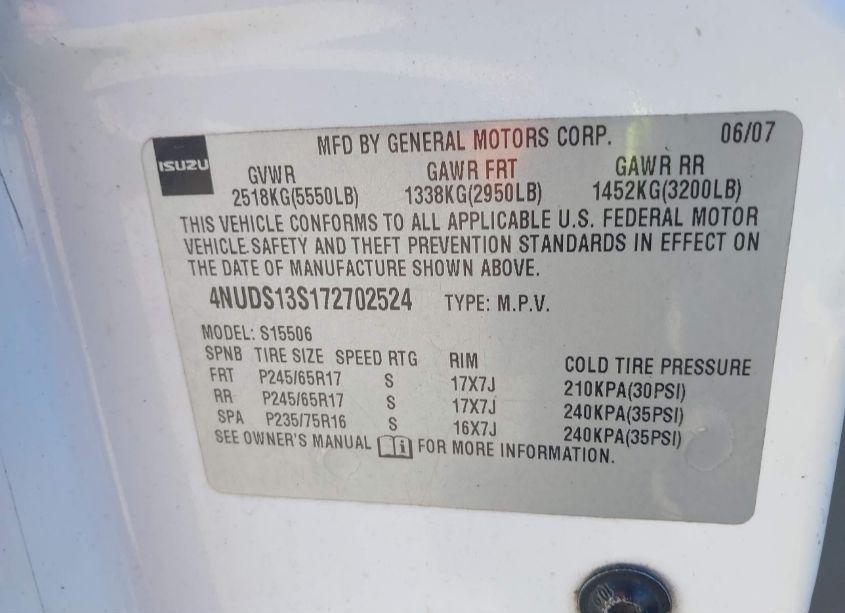 ISUZU
MFD BY GENERAL MOTORS CORP. 06/07
GVWR GAWR FRT GAWR RR
2518KG(5550LB) 1338KG(2950LB) 1452KG(3200LB)
THIS VEHICLE CONFORMS TO ALL APPLICABLE U.S. FEDERAL MOTOR
VEHICLE SAFETY AND THEFT PREVENTION STANDARDS IN EFFECT ON
THE DATE OF MANUFACTURE SHOWN ABOVE.
4NUDS13S172702524 TYPE: M.P.V.
MODEL: S15506
SPNB TIRE SIZE SPEED RTG RIM COLD TIRE PRESSURE
FRT P245/65R17 S 17X7J 210KPA(30PSI)
RR P245/65R17 S 17X7J 240KPA(35PSI)
SPA P235/75R16 S 16X7J 240KPA(35PSI)
SEE OWNER'S MANUAL i FOR MORE INFORMATION.